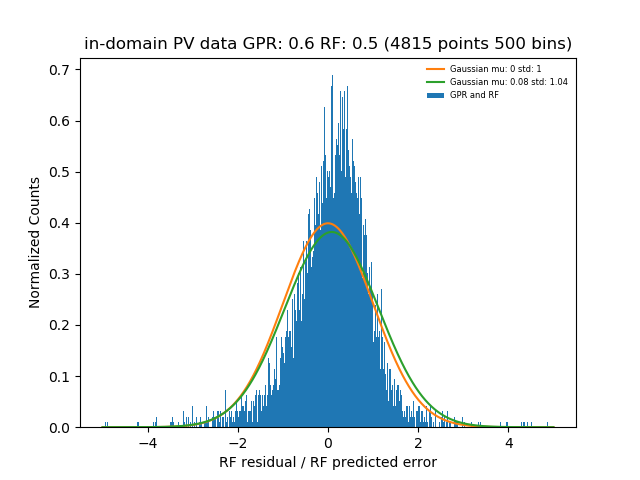 in-domain PV data GPR: 0.6 RF: 0.5 (4815 points 500 bins)
Gaussian mu: 0 std: 1
Gaussian mu: 0.08 std: 1.04
GPR and RF
0.7
0.6
0.5
0.4
0.3
0.2
0.1
0.0
Normalized Counts
−4 −2 0 2 4
RF residual / RF predicted error